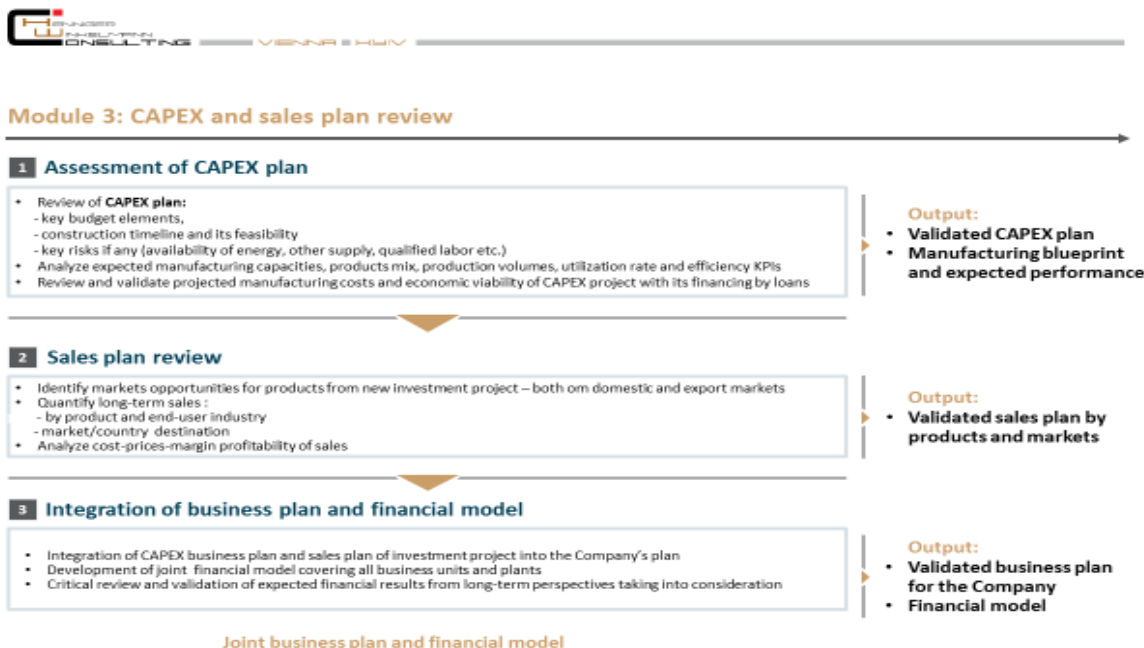 HENNIGER
WINKELMANN
CONSULTING VIENNA KYIV
Module 3: CAPEX and sales plan review
1 Assessment of CAPEX plan
• Review of CAPEX plan:
- key budget elements,
- construction timeline and its feasibility
- key risks if any (availability of energy, other supply, qualified labor etc.)
• Analyze expected manufacturing capacities, products mix, production volumes, utilization rate and efficiency KPIs
• Review and validate projected manufacturing costs and economic viability of CAPEX project with its financing by loans
Output:
• Validated CAPEX plan
• Manufacturing blueprint
and expected performance
2 Sales plan review
• Identify markets opportunities for products from new investment project – both om domestic and export markets
• Quantify long-term sales :
- by product and end-user industry
- market/country destination
• Analyze cost-prices-margin profitability of sales
Output:
• Validated sales plan by
products and markets
3 Integration of business plan and financial model
• Integration of CAPEX business plan and sales plan of investment project into the Company's plan
• Development of joint financial model covering all business units and plants
• Critical review and validation of expected financial results from long-term perspectives taking into consideration
Output:
• Validated business plan
for the Company
• Financial model
Joint business plan and financial model